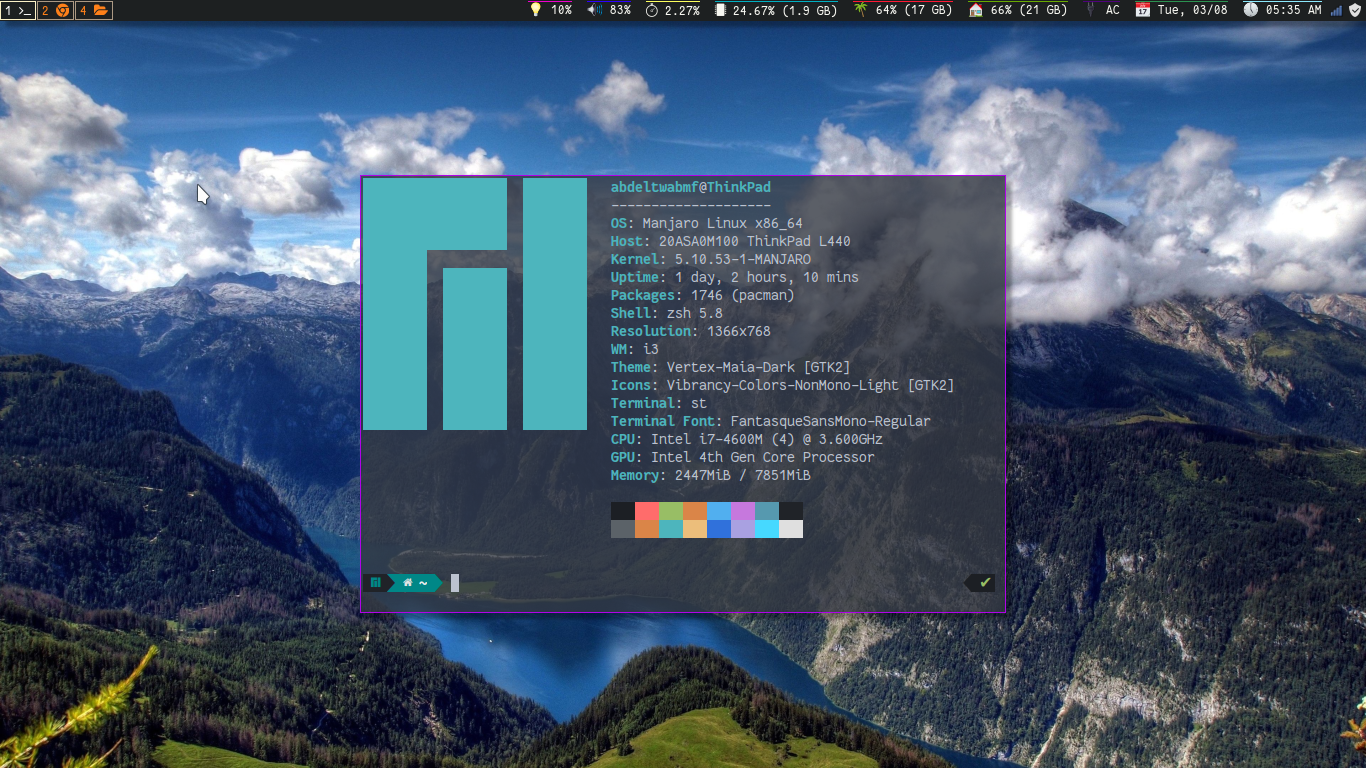 1 >_ 2 4 10% 83% 2.27% 24.67% (1.9 GB) 64% (17 GB) 66% (21 GB) AC 17 Tue, 03/08 05:35 AM
abdeltwabmf@ThinkPad
--------------------
OS: Manjaro Linux x86_64
Host: 20ASA0M100 ThinkPad L440
Kernel: 5.10.53-1-MANJARO
Uptime: 1 day, 2 hours, 10 mins
Packages: 1746 (pacman)
Shell: zsh 5.8
Resolution: 1366x768
WM: i3
Theme: Vertex-Maia-Dark [GTK2]
Icons: Vibrancy-Colors-NonMono-Light [GTK2]
Terminal: st
Terminal Font: FantasqueSansMono-Regular
CPU: Intel i7-4600M (4) @ 3.600GHz
GPU: Intel 4th Gen Core Processor
Memory: 2447MiB / 7851MiB
~ ✔